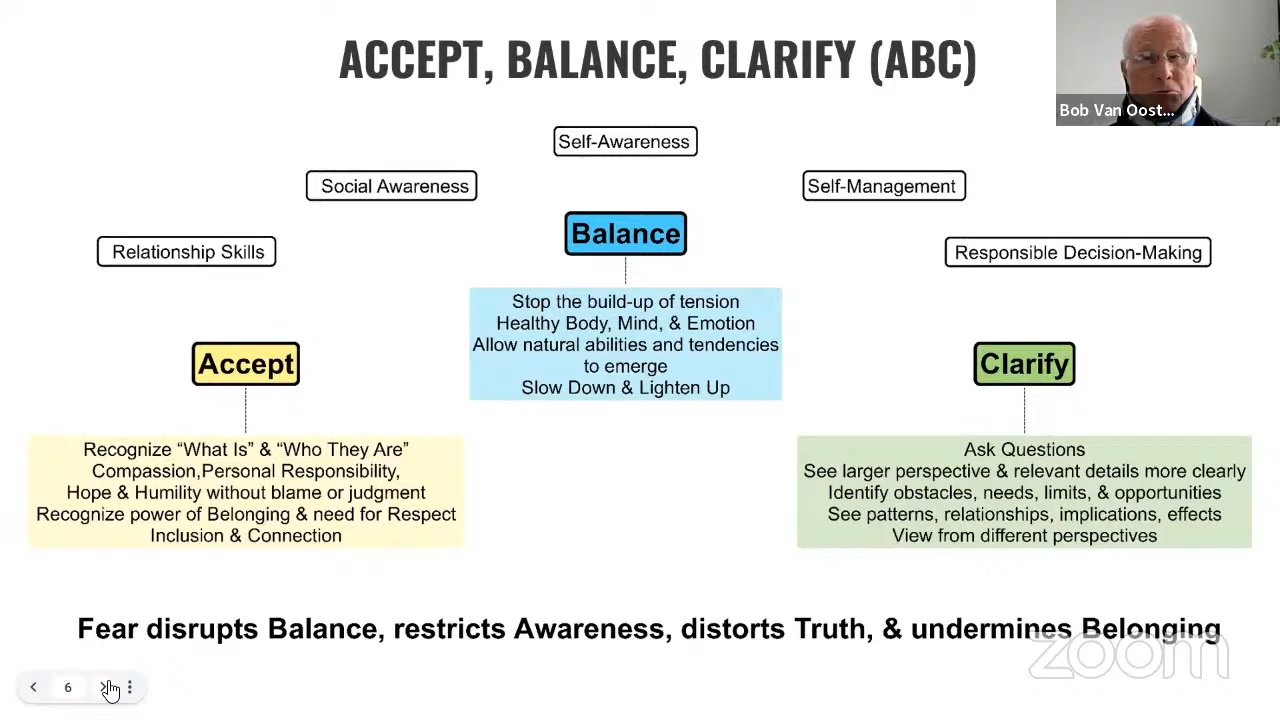 ACCEPT, BALANCE, CLARIFY (ABC)
Bob Van Oost...
Self-Awareness
Social Awareness
Self-Management
Balance
Relationship Skills
Responsible Decision-Making
Stop the build-up of tension
Healthy Body, Mind, & Emotion
Allow natural abilities and tendencies
to emerge
Slow Down & Lighten Up
Accept
Clarify
Recognize “What Is” & “Who They Are”
Compassion,Personal Responsibility,
Hope & Humility without blame or judgment
Recognize power of Belonging & need for Respect
Inclusion & Connection
Ask Questions
See larger perspective & relevant details more clearly
Identify obstacles, needs, limits, & opportunities
See patterns, relationships, implications, effects
View from different perspectives
Fear disrupts Balance, restricts Awareness, distorts Truth, & undermines Belonging
zoom
6